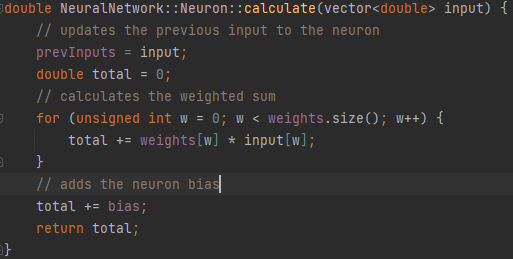 double NeuralNetwork::Neuron::calculate(vector<double> input) {
    // updates the previous input to the neuron
    prevInputs = input;
    double total = 0;
    // calculates the weighted sum
    for (unsigned int w = 0; w < weights.size(); w++) {
        total += weights[w] * input[w];
    }
    // adds the neuron bias
    total += bias;
    return total;
}